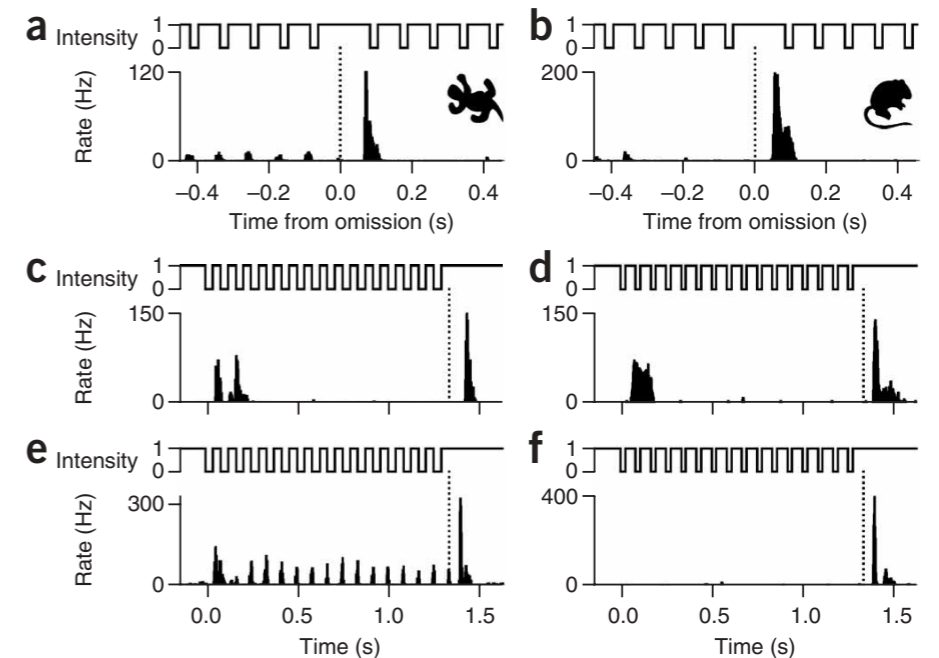 a Intensity 1 0
Rate (Hz) 120 0
−0.4 −0.2 0.0 0.2 0.4
Time from omission (s)
b 1 0
200 0
−0.4 −0.2 0.0 0.2 0.4
Time from omission (s)
c Intensity 1 0
Rate (Hz) 150 0
d 1 0
150 0
e Intensity 1 0
Rate (Hz) 300 0
0.0 0.5 1.0 1.5
Time (s)
f 1 0
400 0
0.0 0.5 1.0 1.5
Time (s)